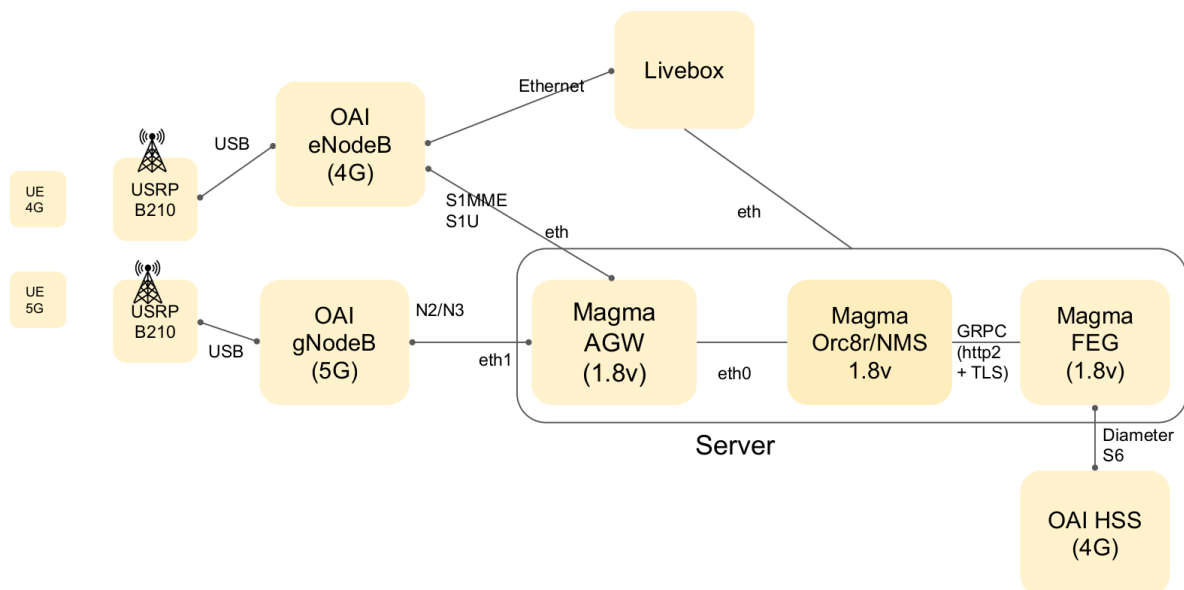 Livebox
Ethernet
OAI
eNodeB
(4G)
USB
UE
4G
USRP
B210
S1MME
S1U
eth
eth
UE
5G
USRP
B210
USB
OAI
gNodeB
(5G)
N2/N3
eth1
Magma
AGW
(1.8v)
eth0
Magma
Orc8r/NMS
1.8v
GRPC
(http2
+ TLS)
Magma
FEG
(1.8v)
Server
Diameter
S6
OAI HSS
(4G)